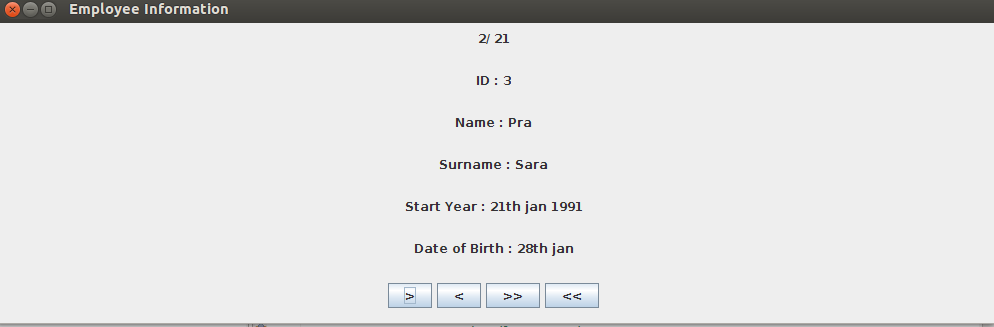 Employee Information
2/ 21
ID : 3
Name : Pra
Surname : Sara
Start Year : 21th jan 1991
Date of Birth : 28th jan
> < >> <<